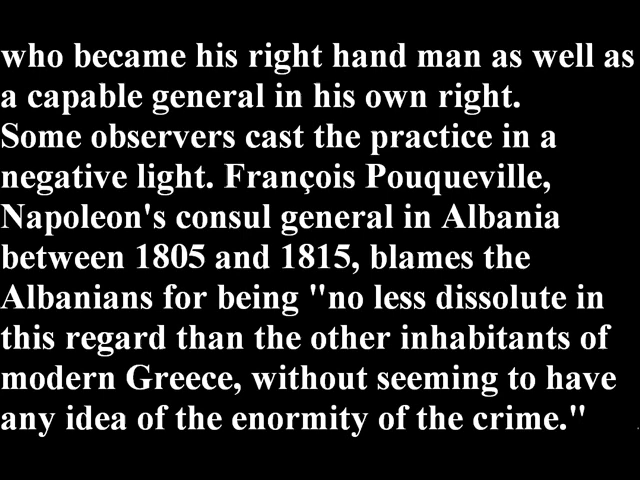 who became his right hand man as well as
a capable general in his own right.
Some observers cast the practice in a
negative light. François Pouqueville,
Napoleon's consul general in Albania
between 1805 and 1815, blames the
Albanians for being "no less dissolute in
this regard than the other inhabitants of
modern Greece, without seeming to have
any idea of the enormity of the crime."